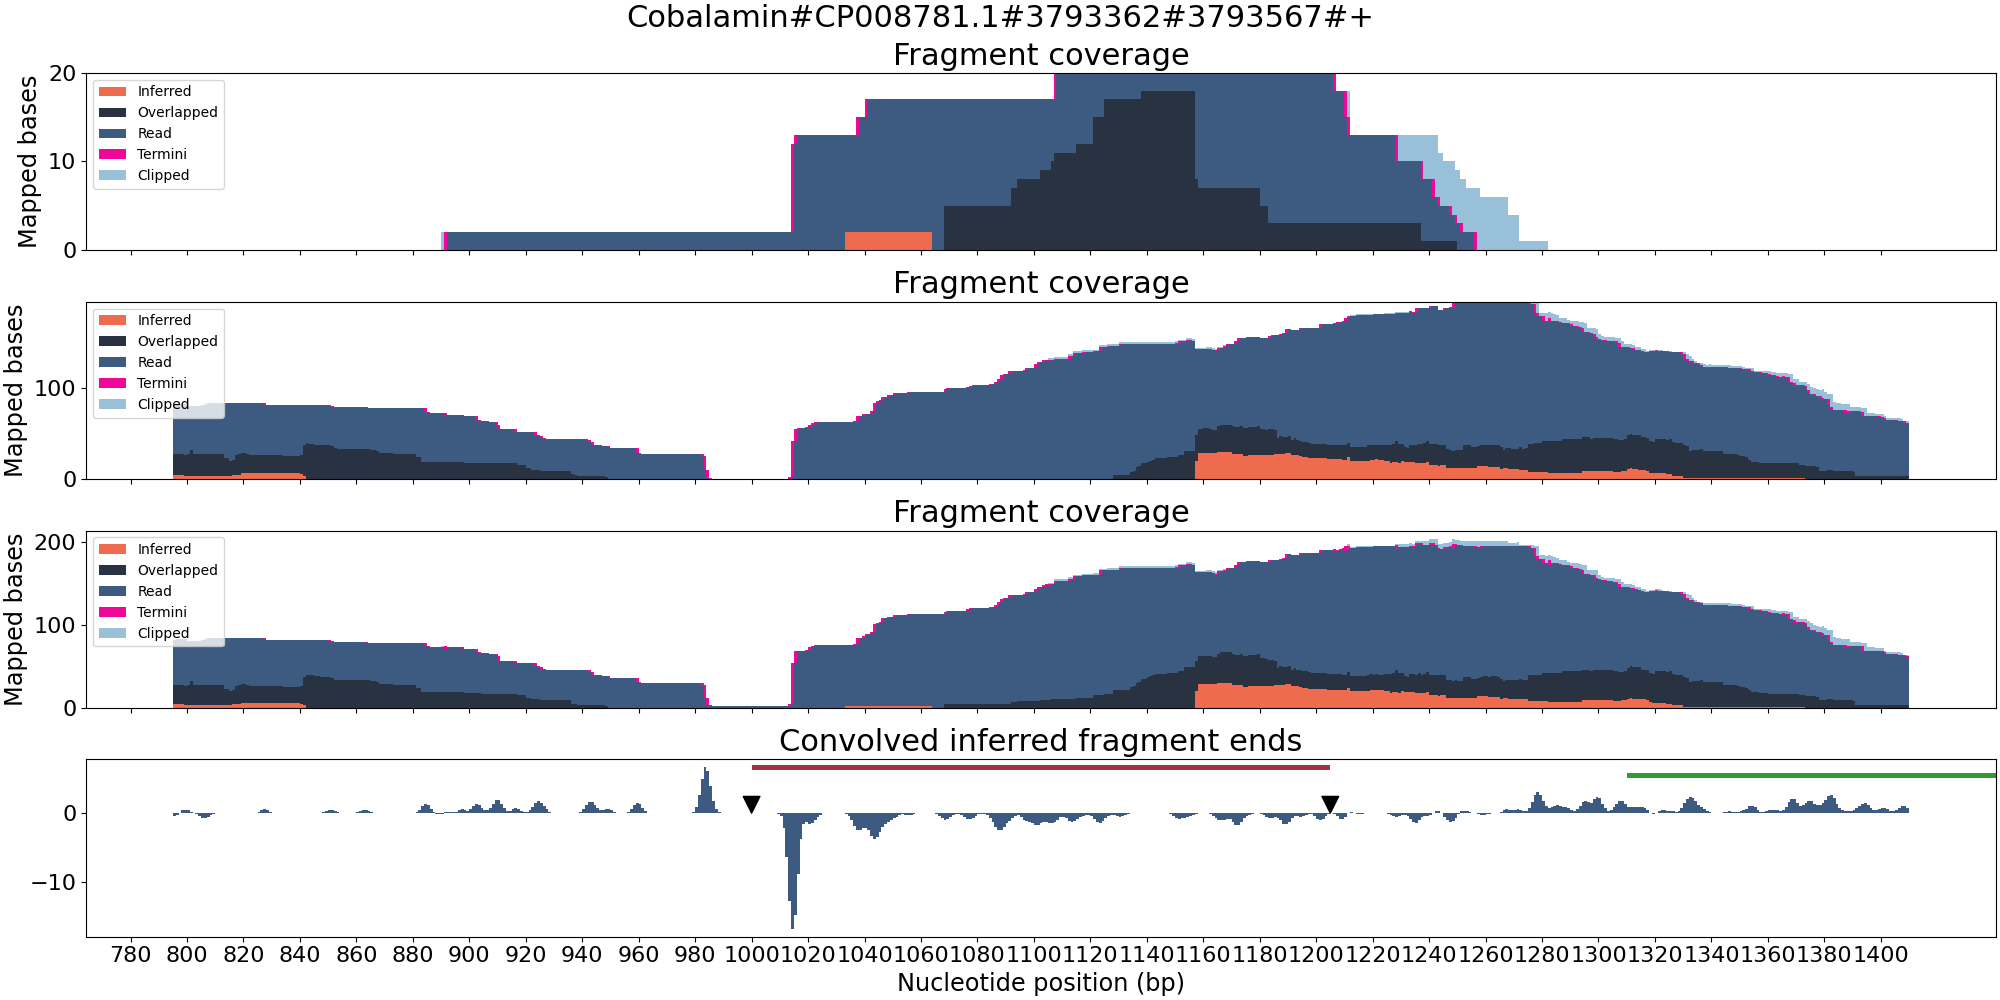 Cobalamin#CP008781.1#3793362#3793567#+
Fragment coverage
Mapped bases
20
10
0
Inferred
Overlapped
Read
Termini
Clipped
Fragment coverage
Mapped bases
100
0
Inferred
Overlapped
Read
Termini
Clipped
Fragment coverage
Mapped bases
200
100
0
Inferred
Overlapped
Read
Termini
Clipped
Convolved inferred fragment ends
0
−10
780 800 820 840 860 880 900 920 940 960 980 1000 1020 1040 1060 1080 1100 1120 1140 1160 1180 1200 1220 1240 1260 1280 1300 1320 1340 1360 1380 1400
Nucleotide position (bp)